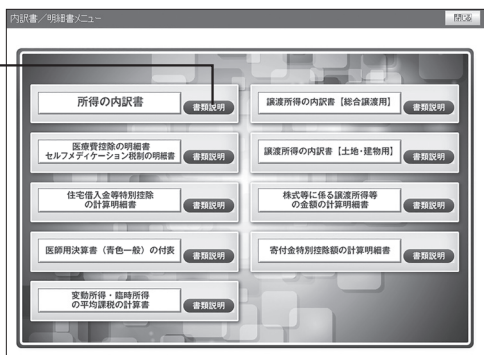 内訳書／明細書メニュー
閉じる
所得の内訳書
書類説明
譲渡所得の内訳書【総合譲渡用】
書類説明
医療費控除の明細書
セルフメディケーション税制の明細書
書類説明
譲渡所得の内訳書【土地・建物用】
書類説明
住宅借入金等特別控除
の計算明細書
書類説明
株式等に係る譲渡所得等
の金額の計算明細書
書類説明
医師用決算書（青色一般）の付表
書類説明
寄付金特別控除額の計算明細書
書類説明
変動所得・臨時所得
の平均課税の計算書
書類説明